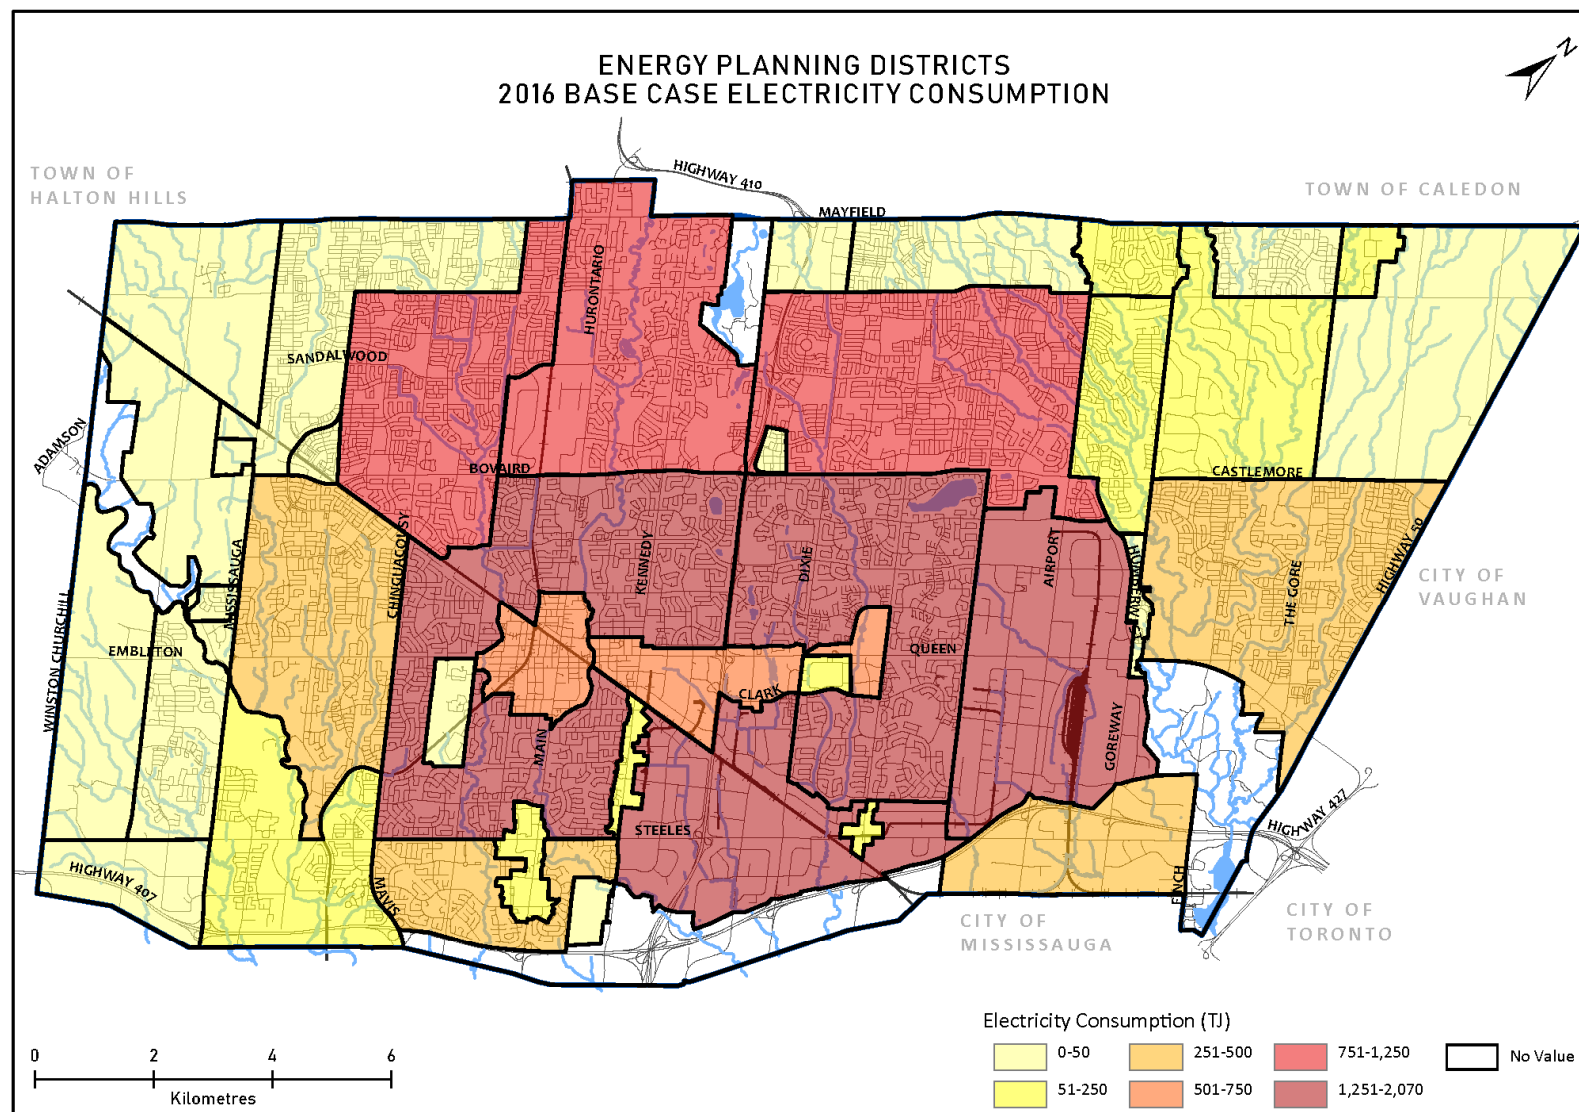 ENERGY PLANNING DISTRICTS
2016 BASE CASE ELECTRICITY CONSUMPTION
N
TOWN OF
HALTON HILLS
HIGHWAY 410
TOWN OF CALEDON
MAYFIELD
HURONTARIO
SANDALWOOD
ADAMSON
BOVAIRD
CASTLEMORE
CHINGUACOUSY
MISSISSAUGA
KENNEDY
DIXIE
AIRPORT
HUMBERWEST
THE GORE
HIGHWAY 50
CITY OF
VAUGHAN
WINSTON CHURCHILL
EMBLETON
QUEEN
CLARK
MAIN
GOREWAY
STEELES
HIGHWAY 427
HIGHWAY 407
MAVIS
FINCH
CITY OF
MISSISSAUGA
CITY OF
TORONTO
Electricity Consumption (TJ)
0-50
251-500
751-1,250
No Value
51-250
501-750
1,251-2,070
0 2 4 6
Kilometres